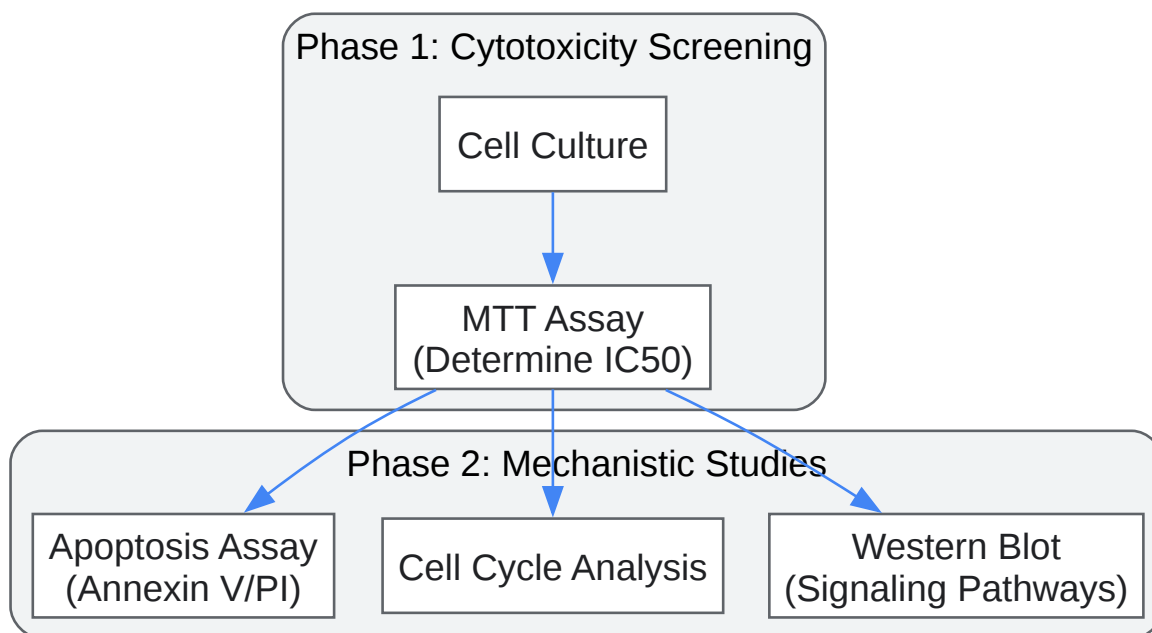 Phase 1: Cytotoxicity Screening
Cell Culture
MTT Assay
(Determine IC50)
Phase 2: Mechanistic Studies
Apoptosis Assay
(Annexin V/PI)
Cell Cycle Analysis
Western Blot
(Signaling Pathways)